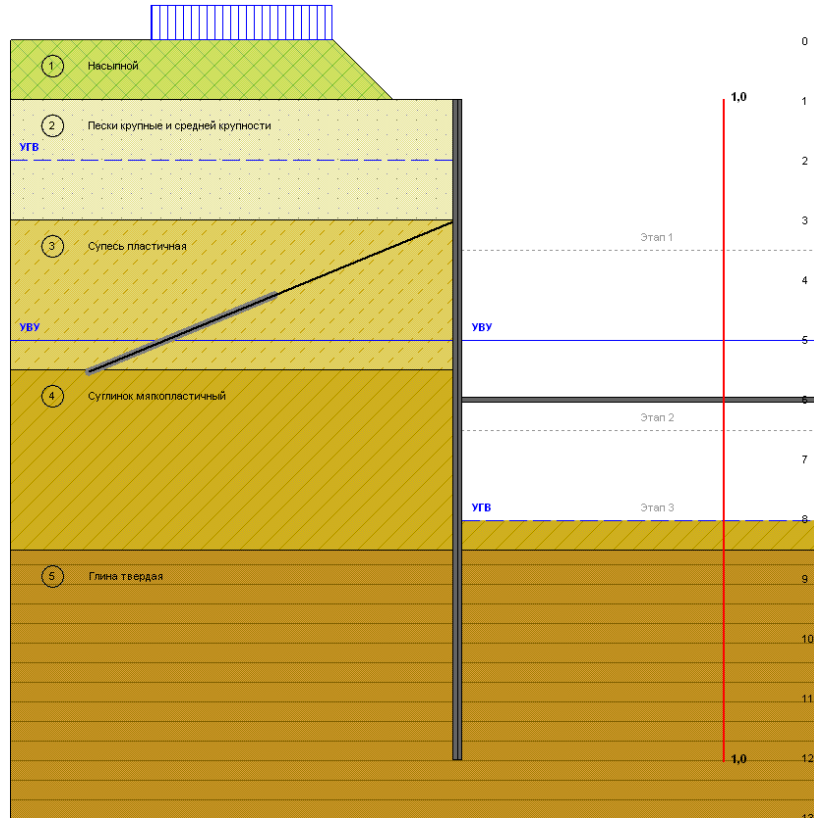 0
1 Насыпной
1,0
1
2 Пески крупные и средней крупности
УГВ
2
3
Этап 1
3 Супесь пластичная
4
УВУ
УВУ
5
4 Суглинок мягкопластичный
6
Этап 2
7
УГВ
Этап 3
8
5 Глина твердая
9
10
11
1,0
12
13